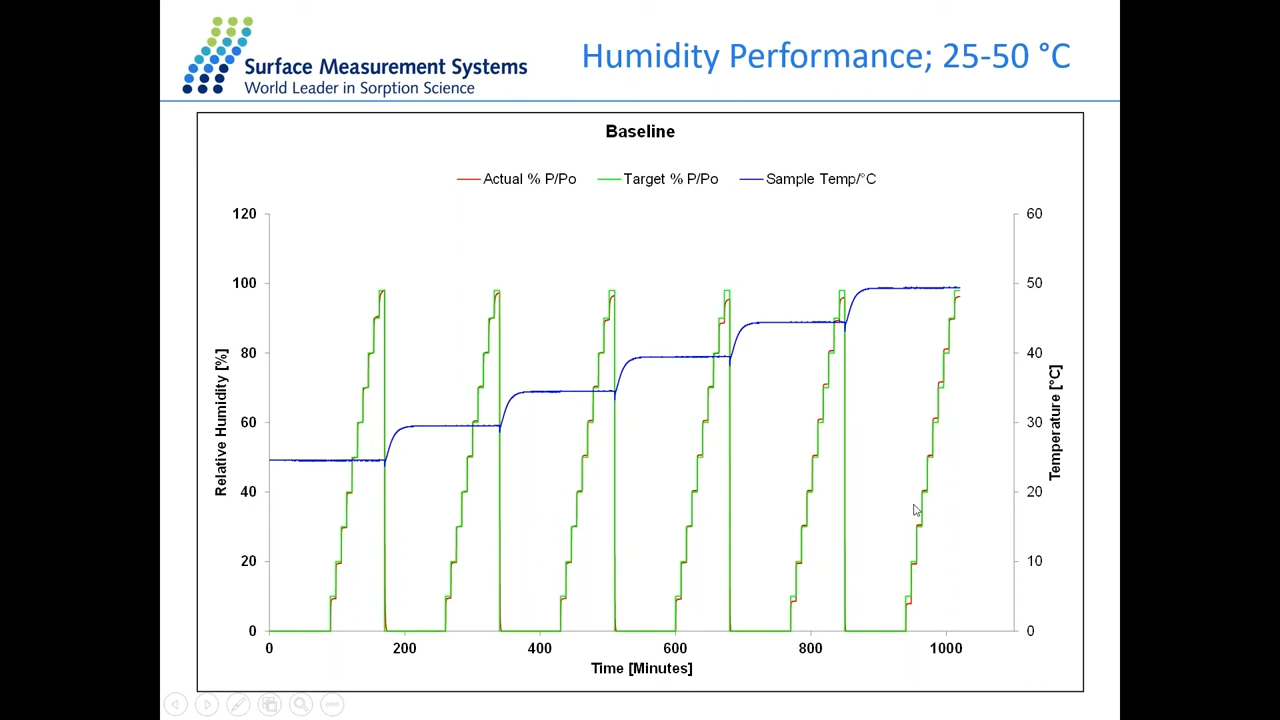 Surface Measurement Systems
World Leader in Sorption Science
Humidity Performance; 25-50 °C
Baseline
Actual % P/Po
Target % P/Po
Sample Temp/°C
120
100
80
60
40
20
0
60
50
40
30
20
10
0
Relative Humidity [%]
Temperature [°C]
0
200
400
600
800
1000
Time [Minutes]